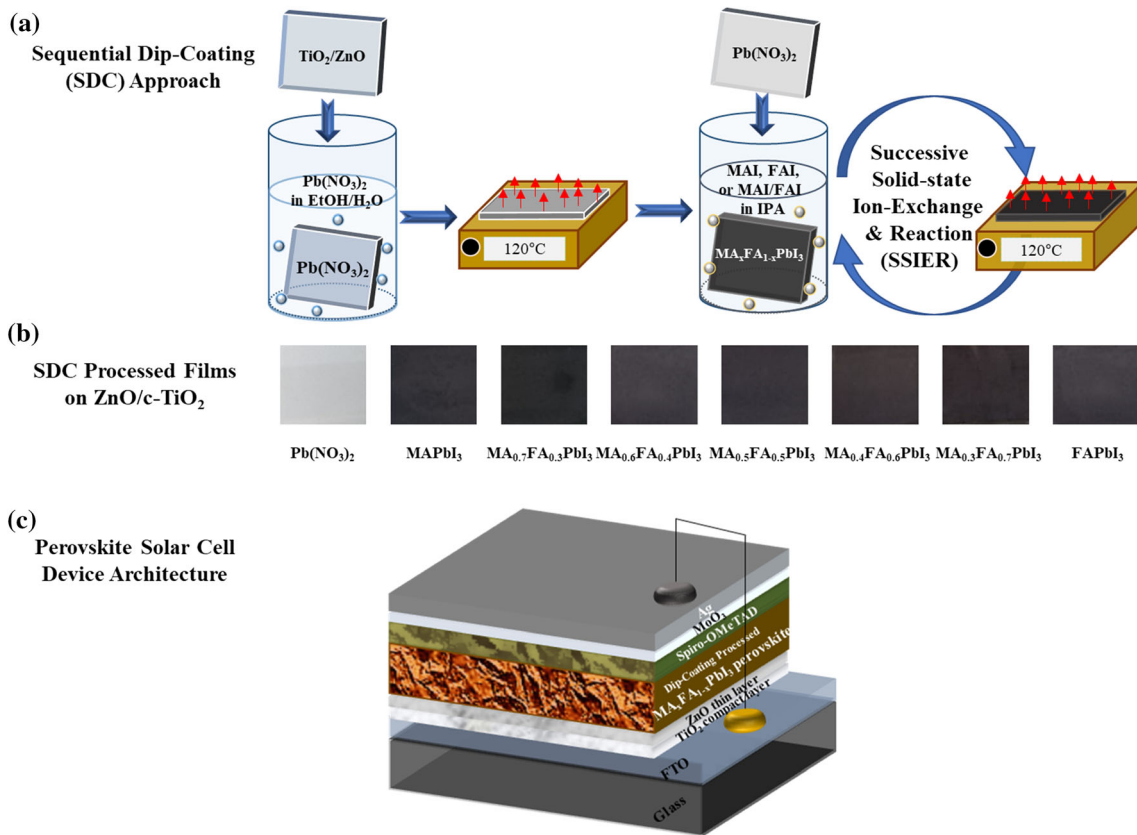 (a)
Sequential Dip-Coating
(SDC) Approach
TiO₂/ZnO
Pb(NO₃)₂
in EtOH/H₂O
Pb(NO₃)₂
120°C
Pb(NO₃)₂
MAI, FAI,
or MAI/FAI
in IPA
MAₓFA₁₋ₓPbI₃
Successive
Solid-state
Ion-Exchange
& Reaction
(SSIER)
120°C
(b)
SDC Processed Films
on ZnO/c-TiO₂
Pb(NO₃)₂
MAPbI₃
MA₀.₇FA₀.₃PbI₃
MA₀.₆FA₀.₄PbI₃
MA₀.₅FA₀.₅PbI₃
MA₀.₄FA₀.₆PbI₃
MA₀.₃FA₀.₇PbI₃
FAPbI₃
(c)
Perovskite Solar Cell
Device Architecture
Ag
MoO₃
Spiro-OMeTAD
Dip-Coating Processed
MAₓFA₁₋ₓPbI₃ perovskite
ZnO thin layer
TiO₂ compact layer
FTO
Glass